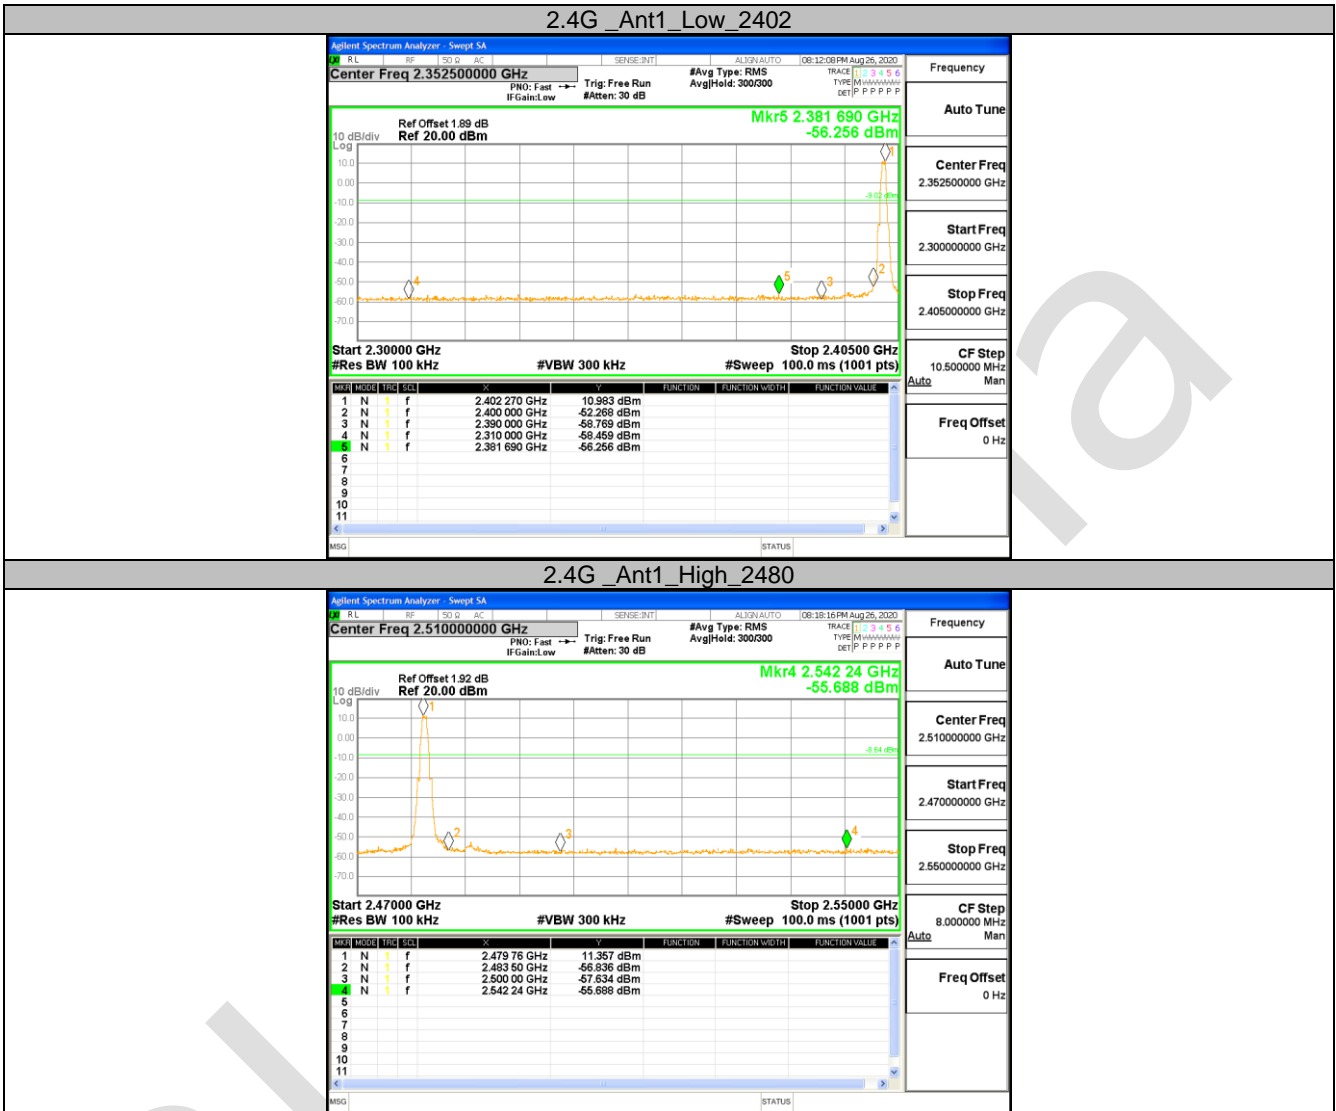 2.4G _Ant1_Low_2402
Agilent Spectrum Analyzer - Swept SA
RL RF 50 Ω AC SENSE:INT ALIGNAUTO 08:12:08 PM Aug 26, 2020
Center Freq 2.352500000 GHz
PNO: Fast
IFGain:Low
Trig: Free Run
#Atten: 30 dB
#Avg Type: RMS
Avg|Hold: 300/300
TRACE 1 2 3 4 5 6
TYPE M
DET P P P P P P
Mkr5 2.381 690 GHz
-56.256 dBm
Ref Offset 1.89 dB
10 dB/div Ref 20.00 dBm
Log
10.0
0.00
-10.0
-20.0
-30.0
-40.0
-50.0
-60.0
-70.0
-9.02 dBm
1
2
3
4
5
Start 2.30000 GHz Stop 2.40500 GHz
#Res BW 100 kHz #VBW 300 kHz #Sweep 100.0 ms (1001 pts)
MKR MODE TRC SCL X Y FUNCTION FUNCTION WIDTH FUNCTION VALUE
1 N 1 f 2.402 270 GHz 10.983 dBm
2 N 1 f 2.400 000 GHz -52.268 dBm
3 N 1 f 2.390 000 GHz -58.769 dBm
4 N 1 f 2.310 000 GHz -58.459 dBm
5 N 1 f 2.381 690 GHz -56.256 dBm
6
7
8
9
10
11
MSG STATUS
Frequency
Auto Tune
Center Freq
2.352500000 GHz
Start Freq
2.300000000 GHz
Stop Freq
2.405000000 GHz
CF Step
10.500000 MHz
Auto Man
Freq Offset
0 Hz
2.4G _Ant1_High_2480
Agilent Spectrum Analyzer - Swept SA
RL RF 50 Ω AC SENSE:INT ALIGNAUTO 08:18:16 PM Aug 26, 2020
Center Freq 2.510000000 GHz
PNO: Fast
IFGain:Low
Trig: Free Run
#Atten: 30 dB
#Avg Type: RMS
Avg|Hold: 300/300
TRACE 1 2 3 4 5 6
TYPE M
DET P P P P P P
Mkr4 2.542 24 GHz
-55.688 dBm
Ref Offset 1.92 dB
10 dB/div Ref 20.00 dBm
Log
10.0
0.00
-10.0
-20.0
-30.0
-40.0
-50.0
-60.0
-70.0
-8.64 dBm
1
2
3
4
Start 2.47000 GHz Stop 2.55000 GHz
#Res BW 100 kHz #VBW 300 kHz #Sweep 100.0 ms (1001 pts)
MKR MODE TRC SCL X Y FUNCTION FUNCTION WIDTH FUNCTION VALUE
1 N 1 f 2.479 76 GHz 11.357 dBm
2 N 1 f 2.483 50 GHz -56.836 dBm
3 N 1 f 2.500 00 GHz -57.634 dBm
4 N 1 f 2.542 24 GHz -55.688 dBm
5
6
7
8
9
10
11
MSG STATUS
Frequency
Auto Tune
Center Freq
2.510000000 GHz
Start Freq
2.470000000 GHz
Stop Freq
2.550000000 GHz
CF Step
8.000000 MHz
Auto Man
Freq Offset
0 Hz